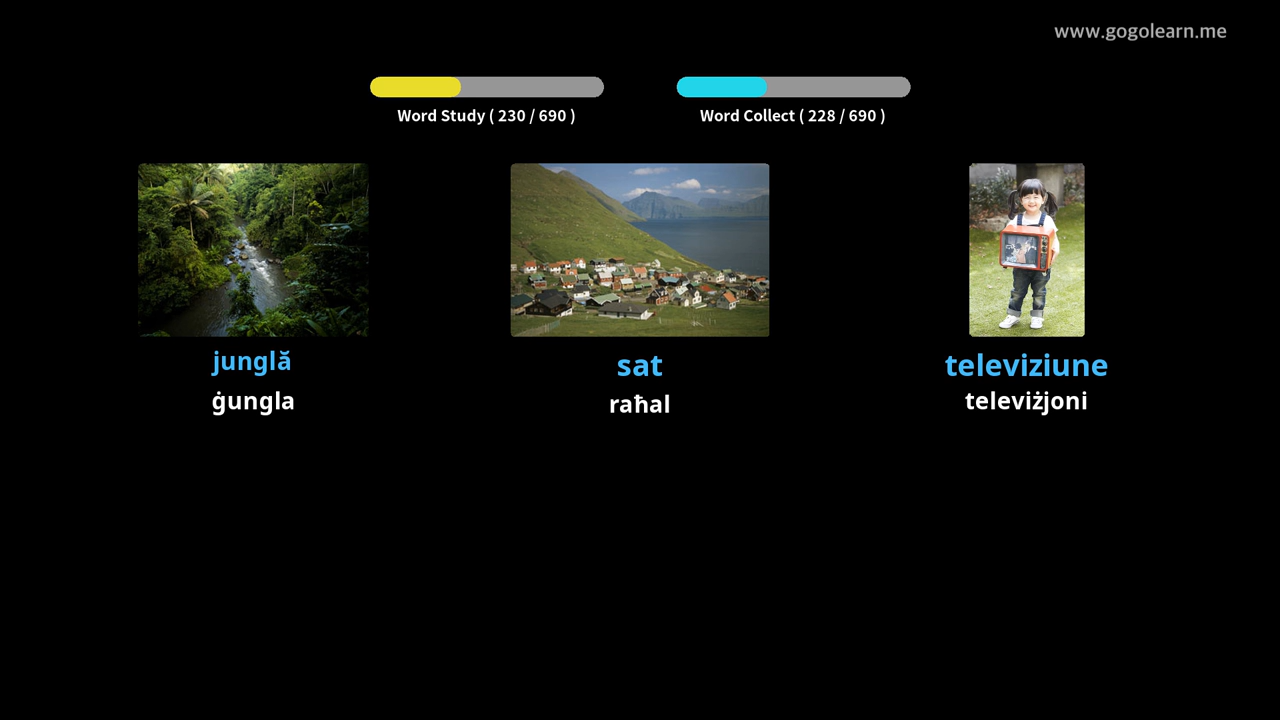 www.gogolearn.me
Word Study ( 230 / 690 )
Word Collect ( 228 / 690 )
junglă
sat
televiziune
ġungla
raħal
televiżjoni